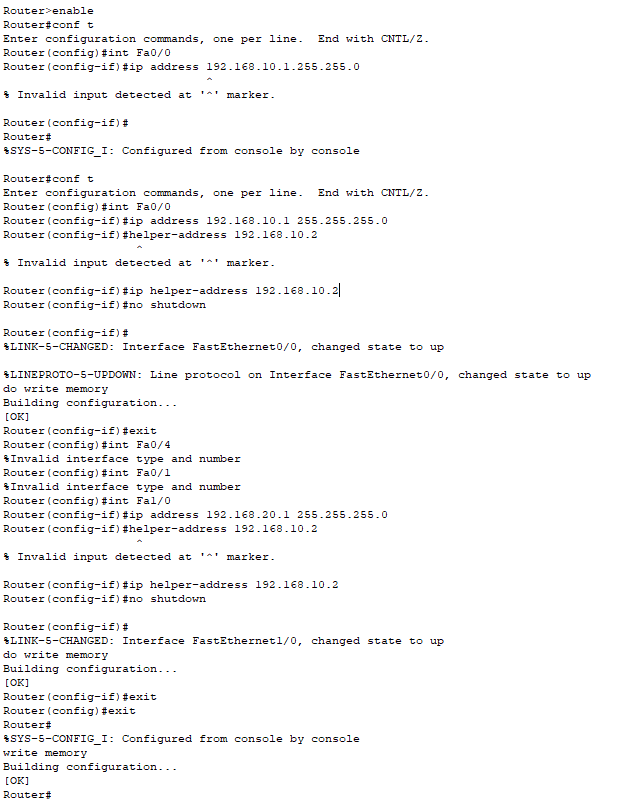 Router>enable
Router#conf t
Enter configuration commands, one per line.  End with CNTL/Z.
Router(config)#int Fa0/0
Router(config-if)#ip address 192.168.10.1.255.255.0
^
% Invalid input detected at '^' marker.
Router(config-if)#
Router#
%SYS-5-CONFIG_I: Configured from console by console
Router#conf t
Enter configuration commands, one per line.  End with CNTL/Z.
Router(config)#int Fa0/0
Router(config-if)#ip address 192.168.10.1 255.255.255.0
Router(config-if)#helper-address 192.168.10.2
^
% Invalid input detected at '^' marker.
Router(config-if)#ip helper-address 192.168.10.2
Router(config-if)#no shutdown
Router(config-if)#
%LINK-5-CHANGED: Interface FastEthernet0/0, changed state to up
%LINEPROTO-5-UPDOWN: Line protocol on Interface FastEthernet0/0, changed state to up
do write memory
Building configuration...
[OK]
Router(config-if)#exit
Router(config)#int Fa0/4
%Invalid interface type and number
Router(config)#int Fa0/1
%Invalid interface type and number
Router(config)#int Fa1/0
Router(config-if)#ip address 192.168.20.1 255.255.255.0
Router(config-if)#helper-address 192.168.10.2
^
% Invalid input detected at '^' marker.
Router(config-if)#ip helper-address 192.168.10.2
Router(config-if)#no shutdown
Router(config-if)#
%LINK-5-CHANGED: Interface FastEthernet1/0, changed state to up
do write memory
Building configuration...
[OK]
Router(config-if)#exit
Router(config)#exit
Router#
%SYS-5-CONFIG_I: Configured from console by console
write memory
Building configuration...
[OK]
Router#